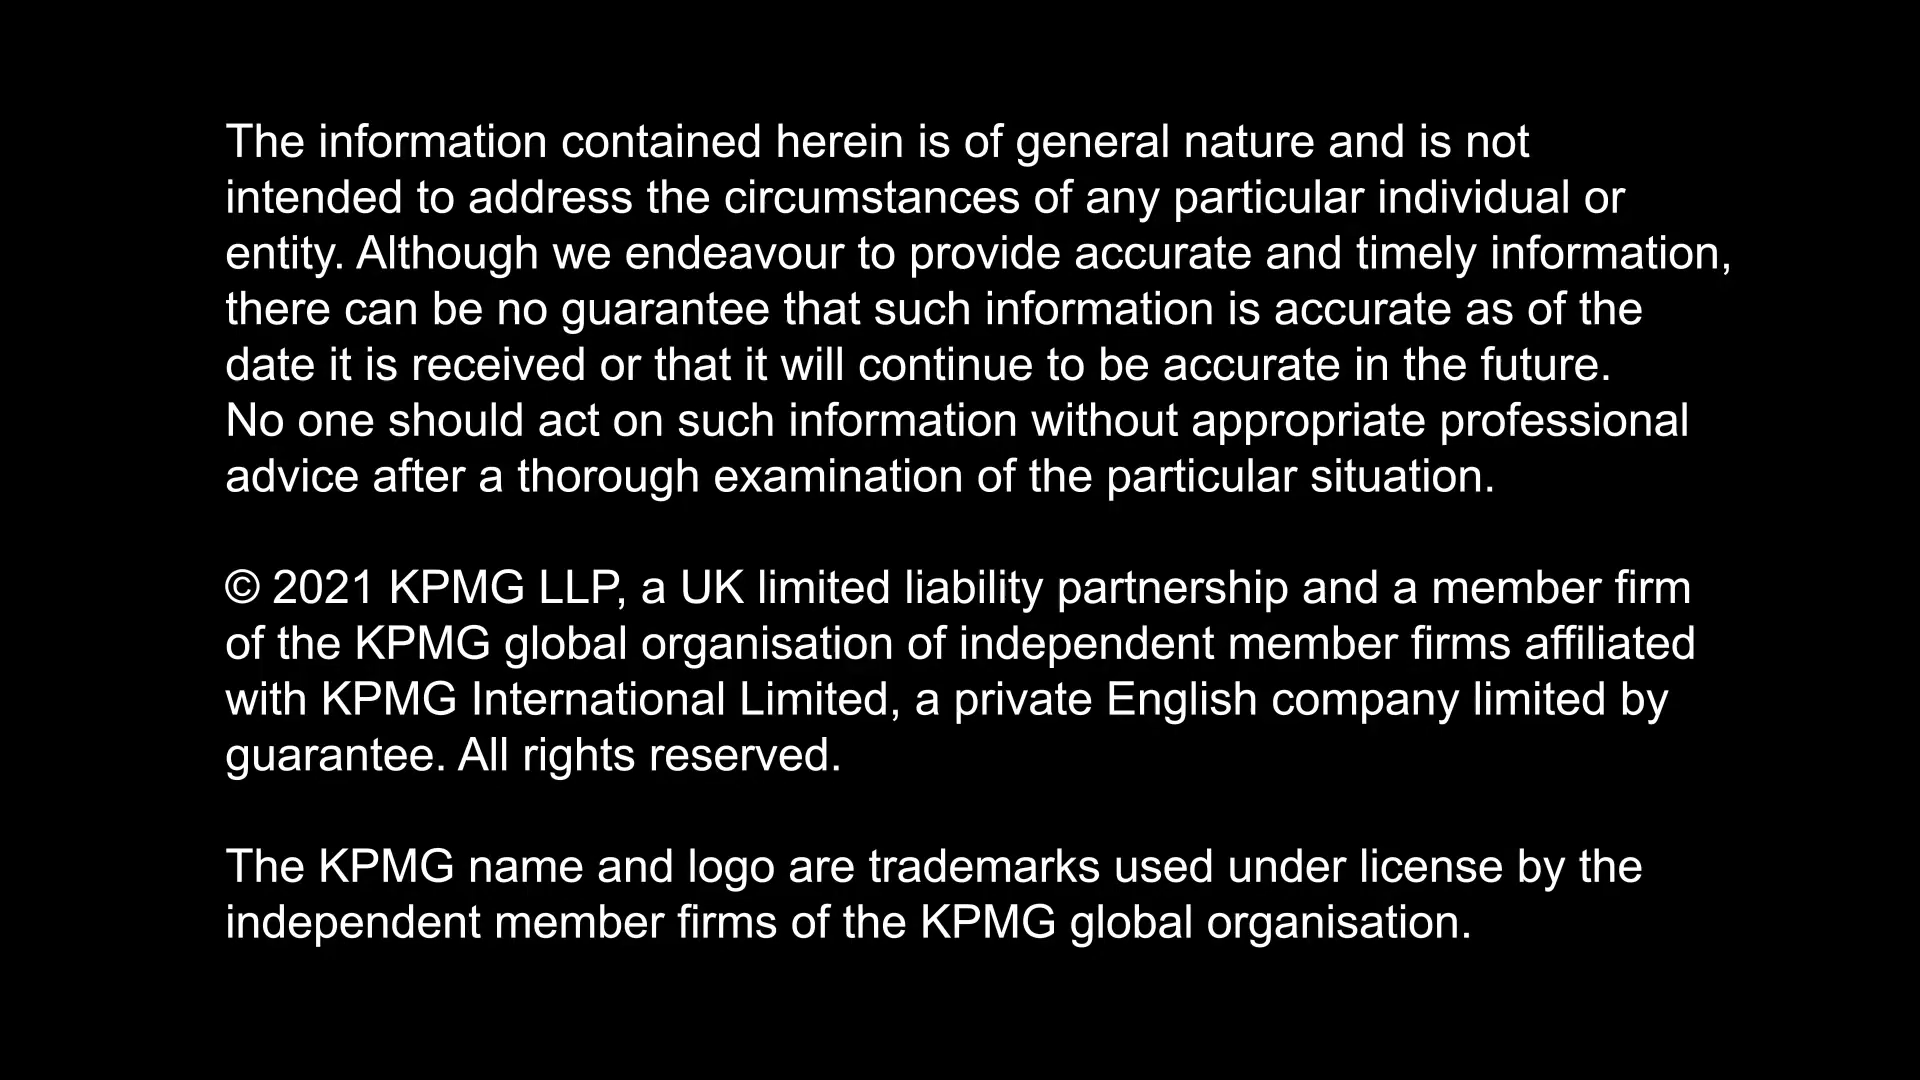 The information contained herein is of general nature and is not
intended to address the circumstances of any particular individual or
entity. Although we endeavour to provide accurate and timely information,
there can be no guarantee that such information is accurate as of the
date it is received or that it will continue to be accurate in the future.
No one should act on such information without appropriate professional
advice after a thorough examination of the particular situation.

© 2021 KPMG LLP, a UK limited liability partnership and a member firm
of the KPMG global organisation of independent member firms affiliated
with KPMG International Limited, a private English company limited by
guarantee. All rights reserved.

The KPMG name and logo are trademarks used under license by the
independent member firms of the KPMG global organisation.